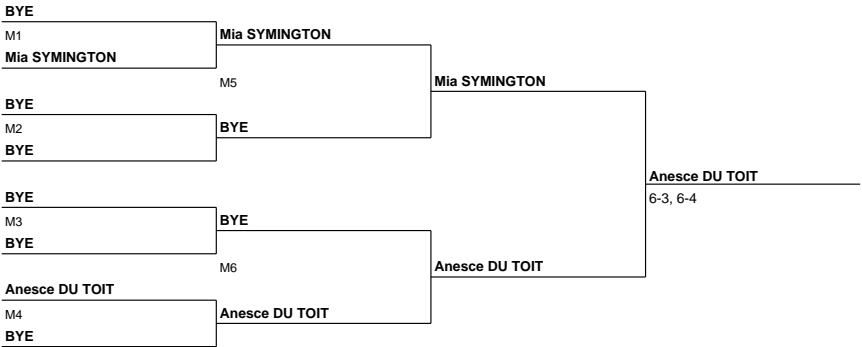 BYE
M1
Mia SYMINGTON
Mia SYMINGTON
M5
Mia SYMINGTON
BYE
M2
BYE
BYE
Anesce DU TOIT
6-3, 6-4
BYE
M3
BYE
BYE
M6
Anesce DU TOIT
Anesce DU TOIT
M4
Anesce DU TOIT
BYE